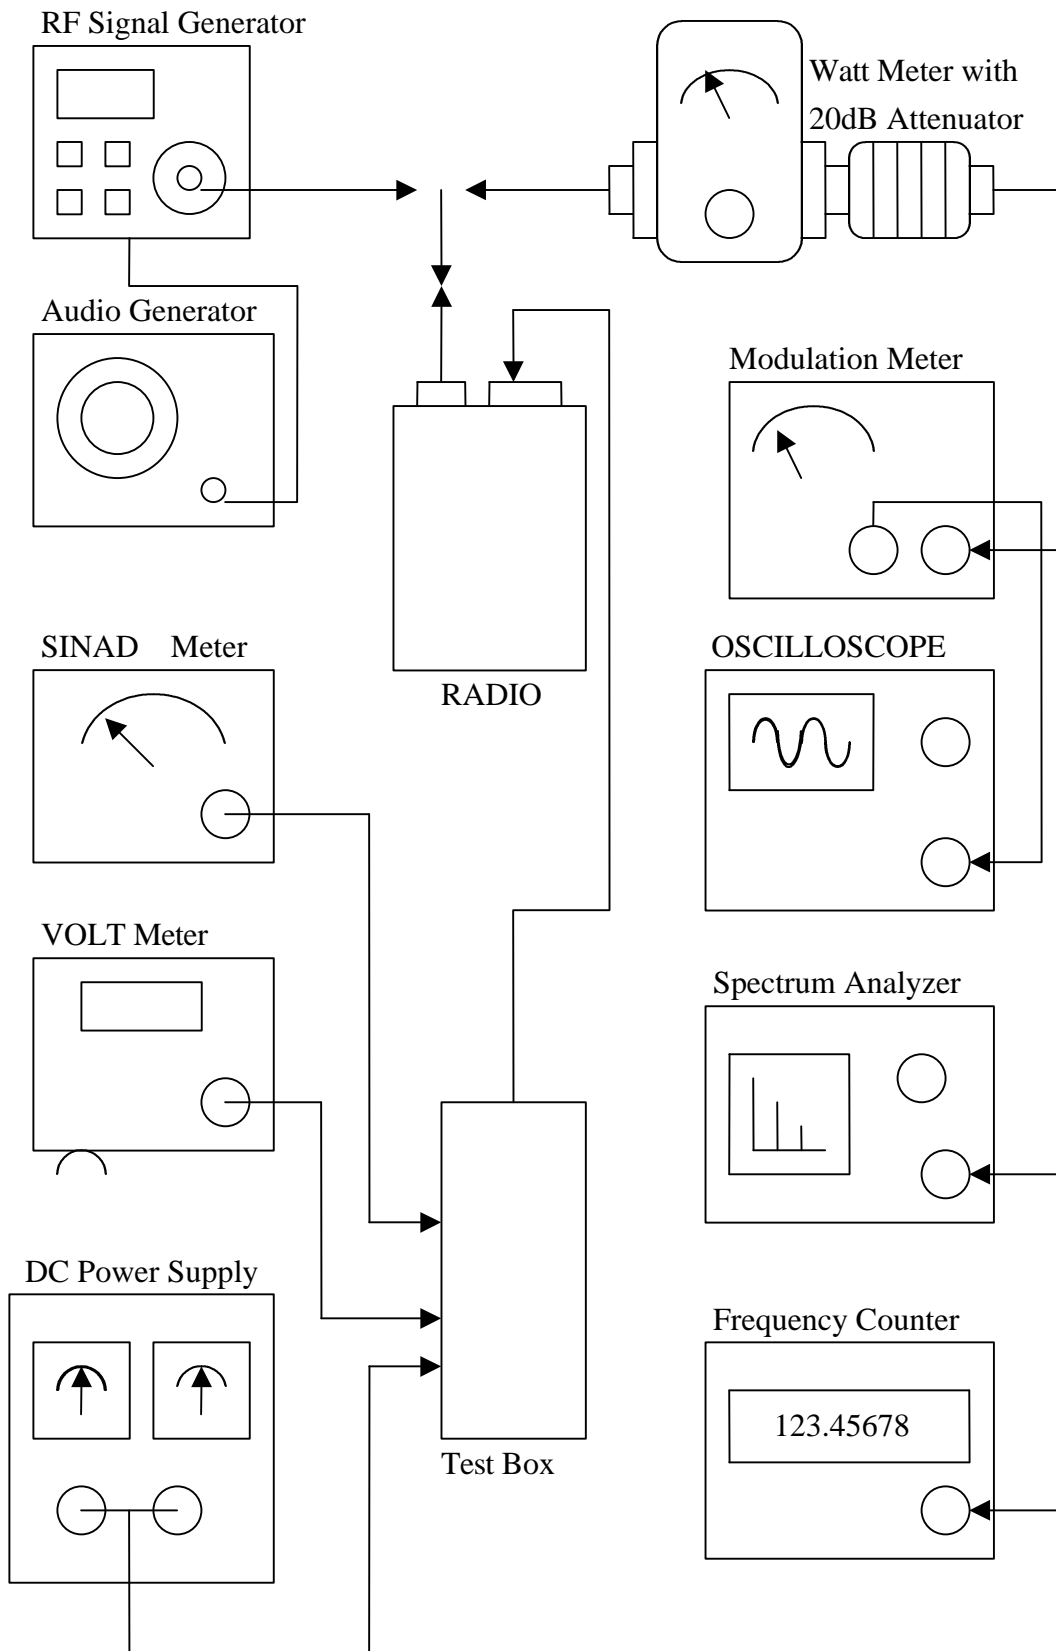 RF Signal Generator
Watt Meter with
20dB Attenuator
Audio Generator
Modulation Meter
SINAD Meter
RADIO
OSCILLOSCOPE
VOLT Meter
Spectrum Analyzer
DC Power Supply
Frequency Counter
123.45678
Test Box